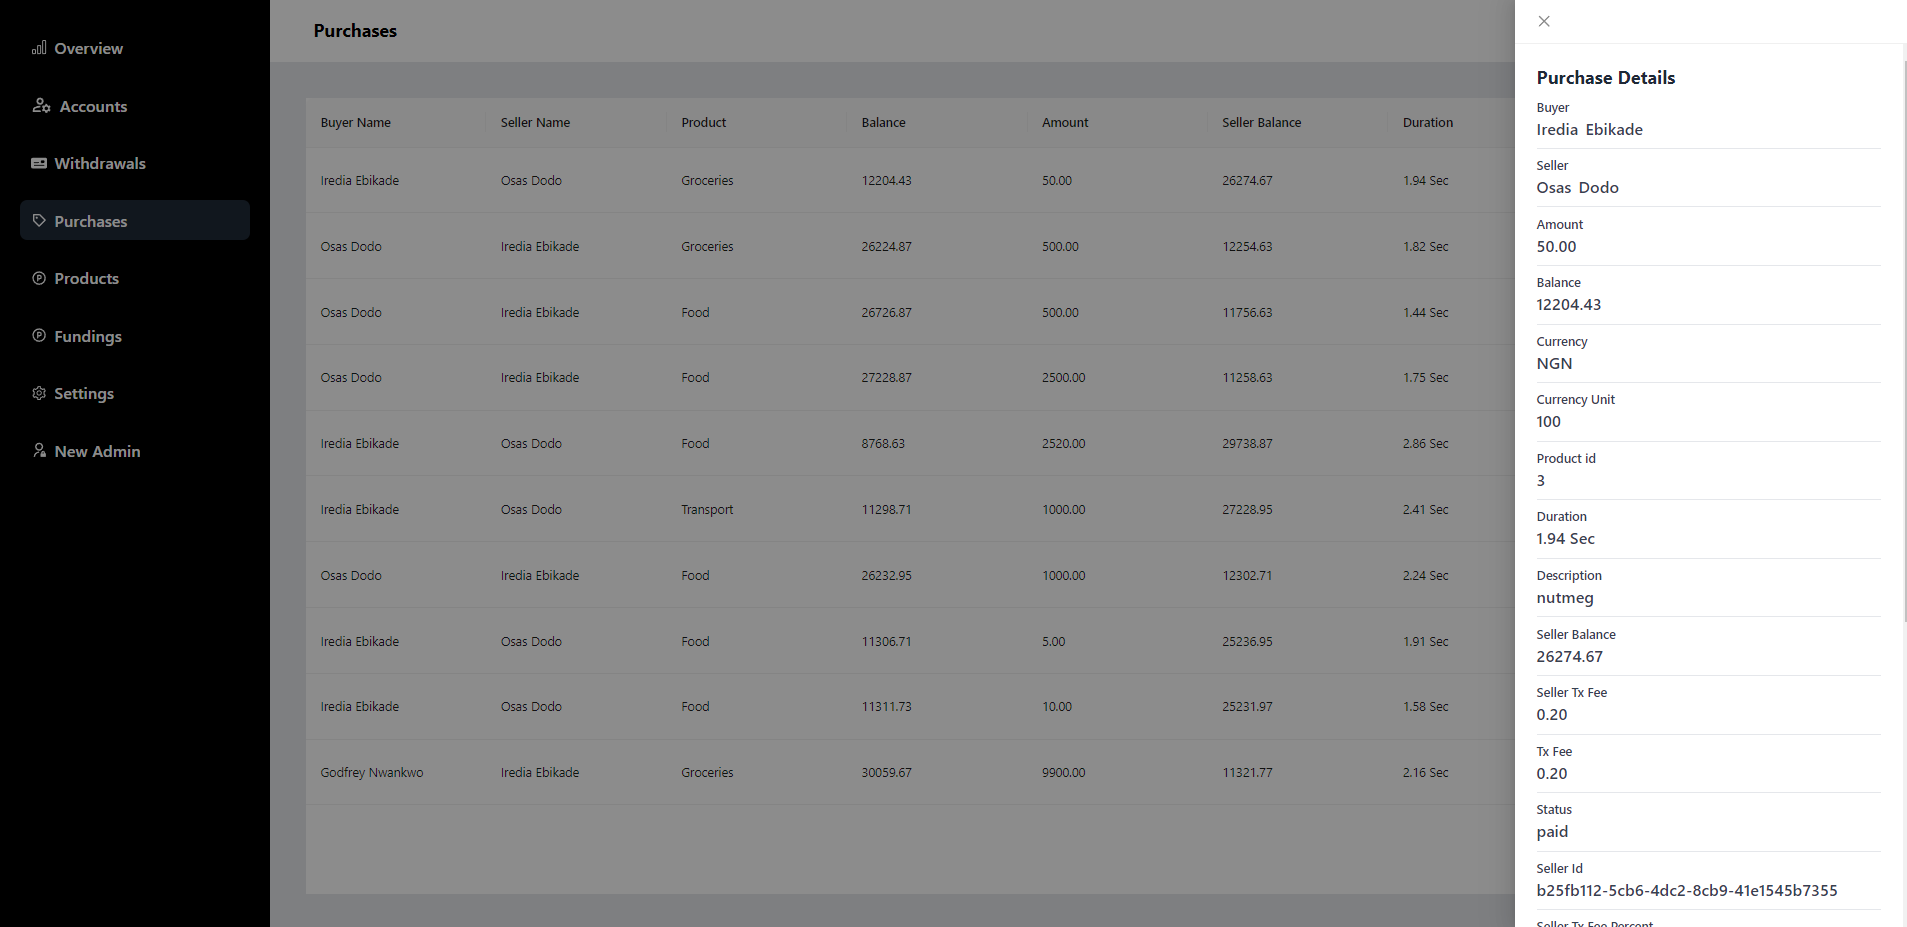 Overview
Accounts
Withdrawals
Purchases
Products
Fundings
Settings
New Admin
Purchases
Buyer Name Seller Name Product Balance Amount Seller Balance Duration
Iredia Ebikade Osas Dodo Groceries 12204.43 50.00 26274.67 1.94 Sec
Osas Dodo Iredia Ebikade Groceries 26224.87 500.00 12254.63 1.82 Sec
Osas Dodo Iredia Ebikade Food 26726.87 500.00 11756.63 1.44 Sec
Osas Dodo Iredia Ebikade Food 27228.87 2500.00 11258.63 1.75 Sec
Iredia Ebikade Osas Dodo Food 8768.63 2520.00 29738.87 2.86 Sec
Iredia Ebikade Osas Dodo Transport 11298.71 1000.00 27228.95 2.41 Sec
Osas Dodo Iredia Ebikade Food 26232.95 1000.00 12302.71 2.24 Sec
Iredia Ebikade Osas Dodo Food 11306.71 5.00 25236.95 1.91 Sec
Iredia Ebikade Osas Dodo Food 11311.73 10.00 25231.97 1.58 Sec
Godfrey Nwankwo Iredia Ebikade Groceries 30059.67 9900.00 11321.77 2.16 Sec
Purchase Details
Buyer
Iredia Ebikade
Seller
Osas Dodo
Amount
50.00
Balance
12204.43
Currency
NGN
Currency Unit
100
Product id
3
Duration
1.94 Sec
Description
nutmeg
Seller Balance
26274.67
Seller Tx Fee
0.20
Tx Fee
0.20
Status
paid
Seller Id
b25fb112-5cb6-4dc2-8cb9-41e1545b7355
Seller Tx Fee Percent